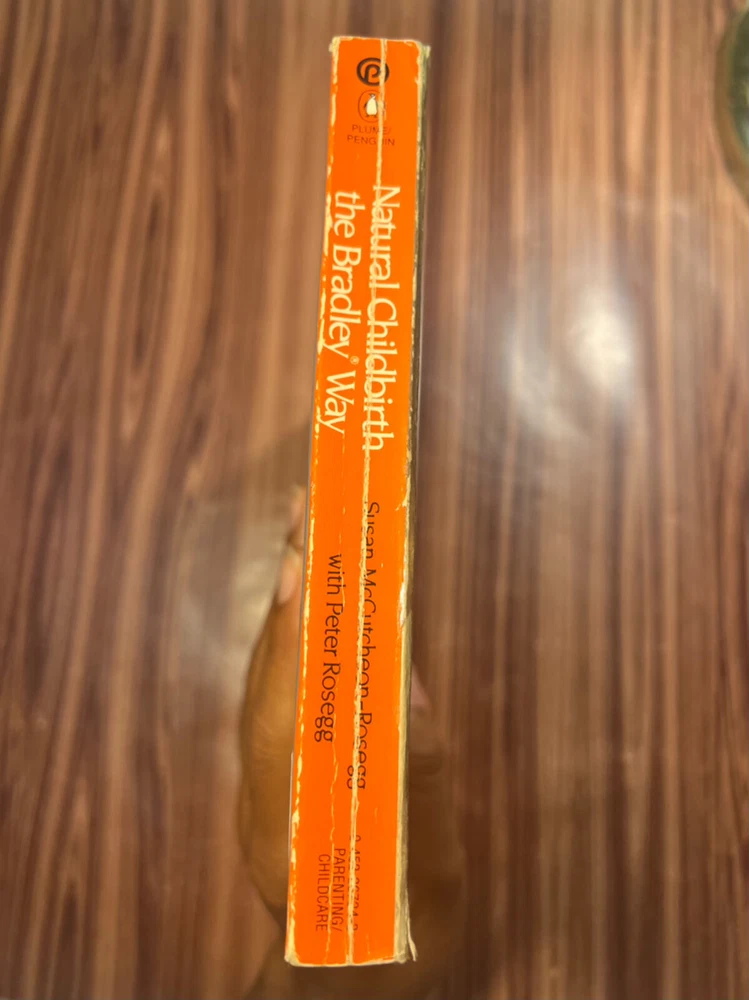 PLUME/
PENGUIN
Natural Childbirth
the Bradley® Way
Susan McCutcheon-Rosegg
with Peter Rosegg
PARENTING/
CHILDCARE